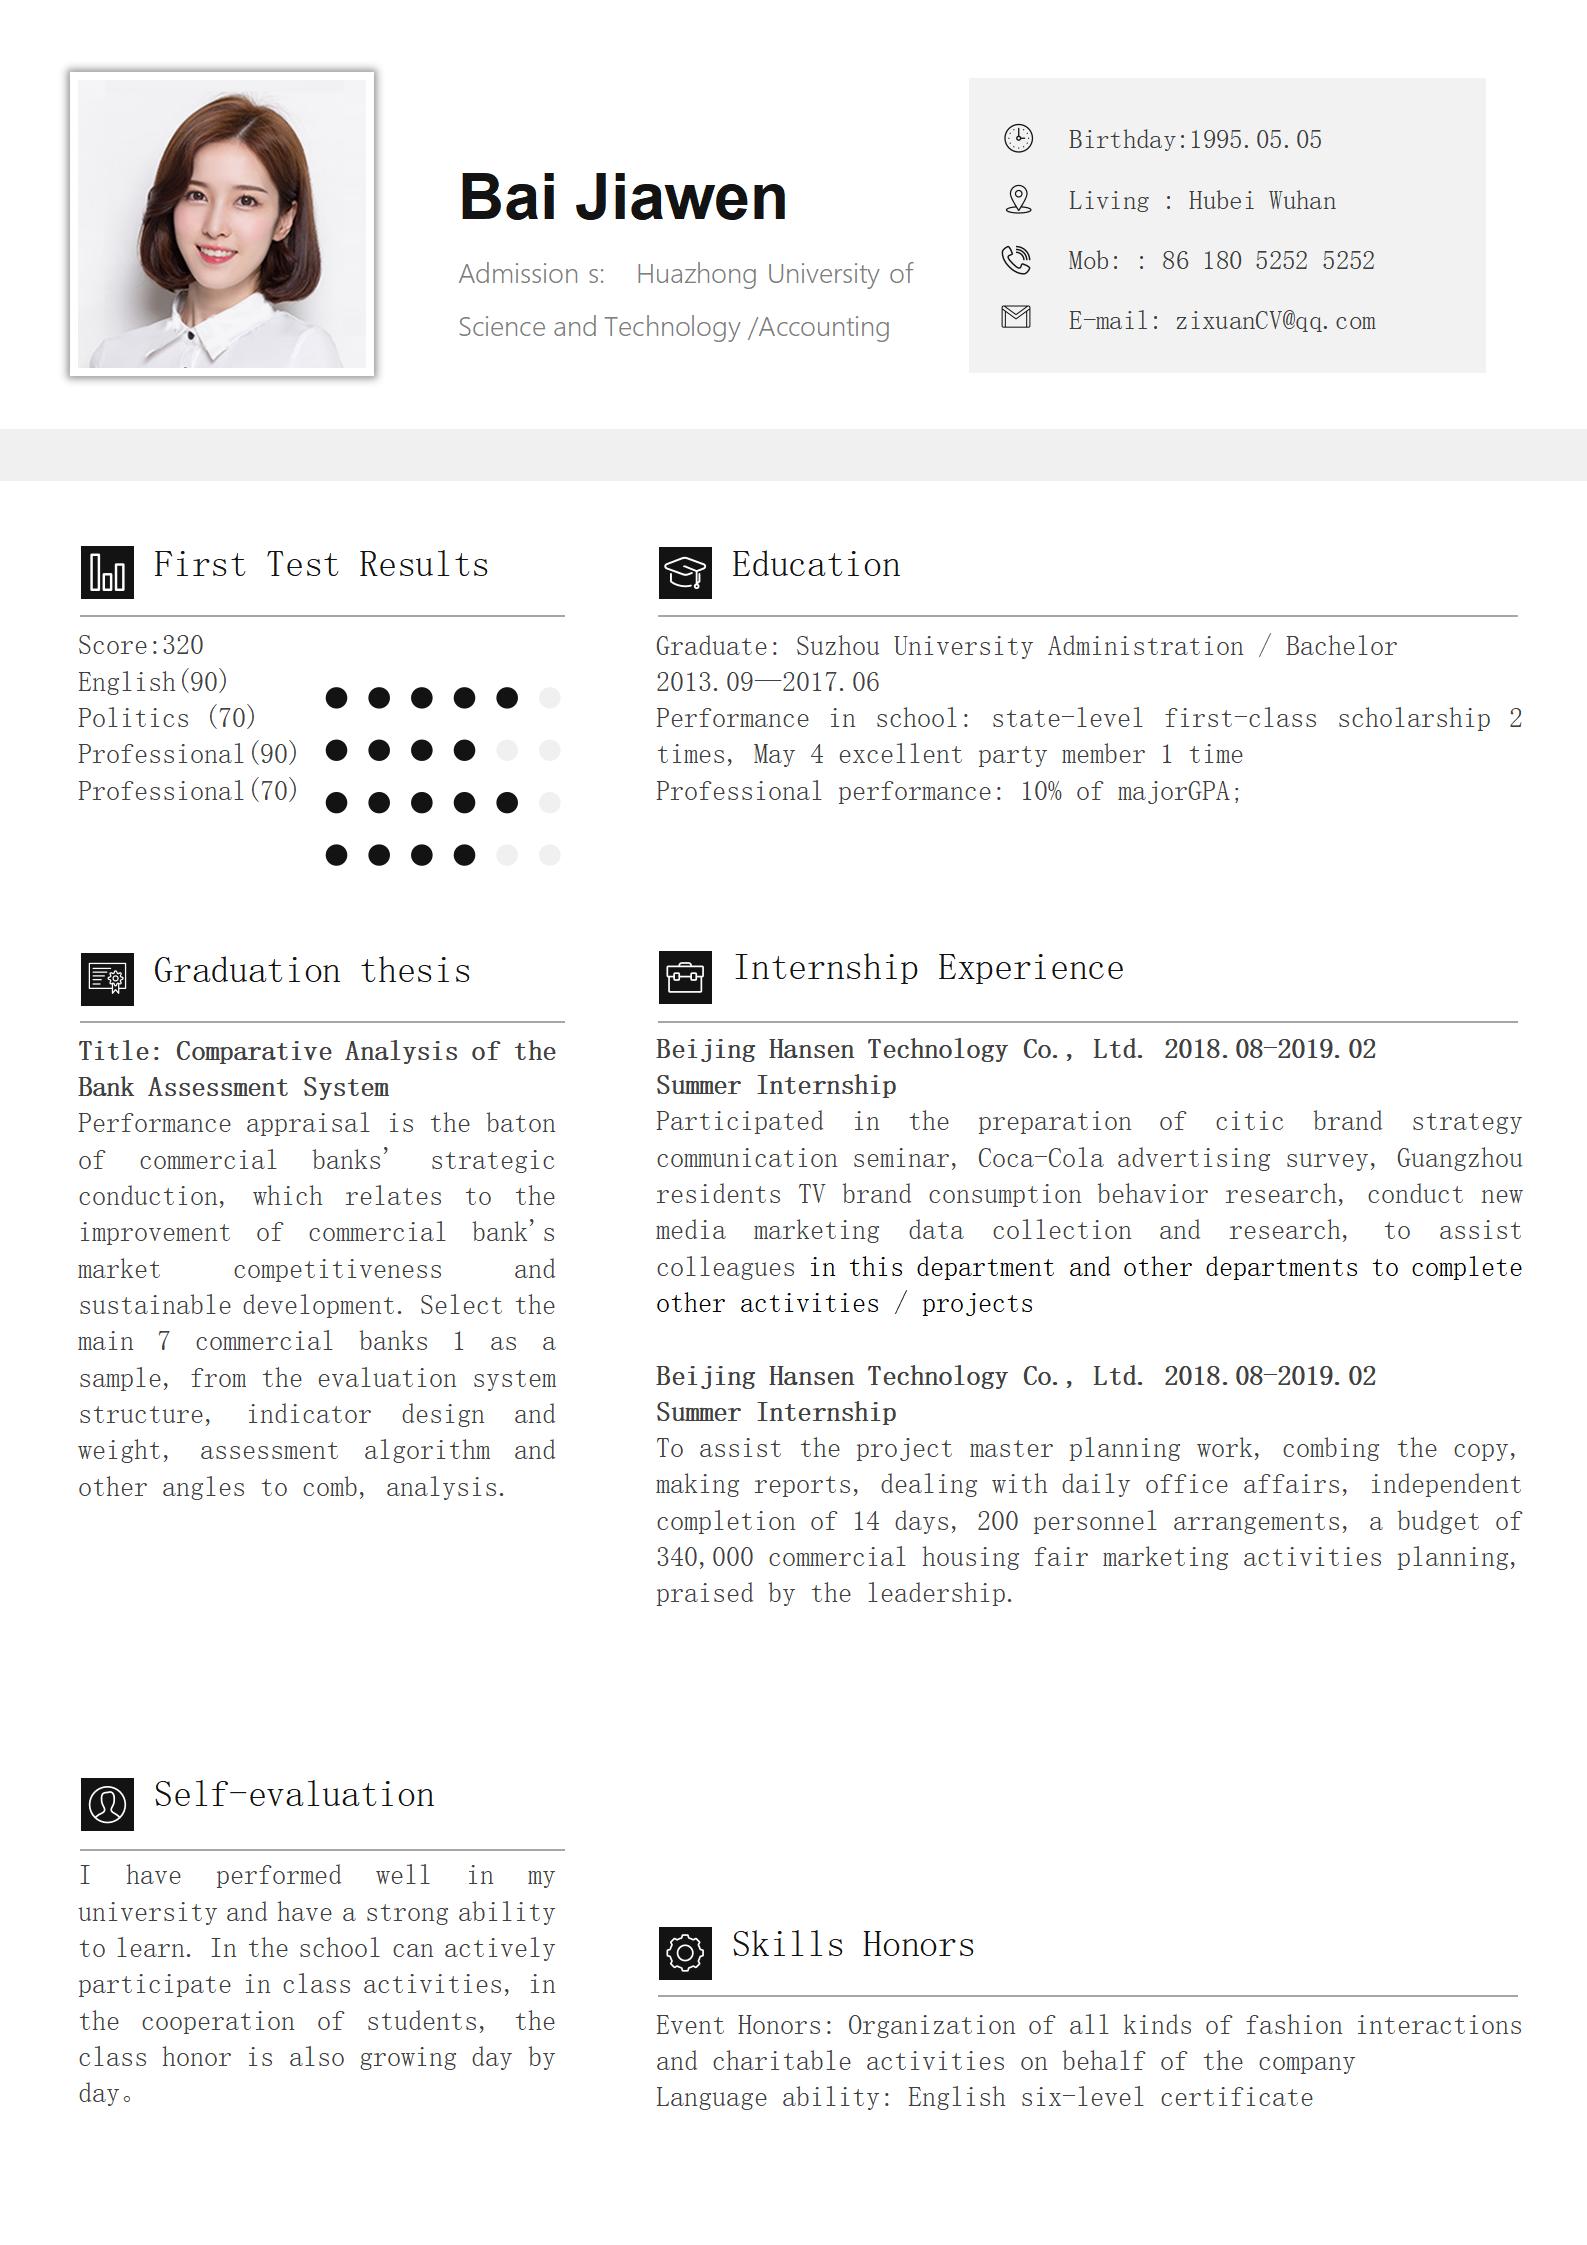 Bai Jiawen
Admission s: Huazhong University of
Science and Technology /Accounting
Birthday:1995.05.05
Living : Hubei Wuhan
Mob: : 86 180 5252 5252
E-mail: zixuanCV@qq.com
First Test Results
Score:320
English(90)
Politics (70)
Professional(90)
Professional(70)
Education
Graduate: Suzhou University Administration / Bachelor
2013.09—2017.06
Performance in school: state-level first-class scholarship 2
times, May 4 excellent party member 1 time
Professional performance: 10% of majorGPA;
Graduation thesis
Title: Comparative Analysis of the
Bank Assessment System
Performance appraisal is the baton
of commercial banks' strategic
conduction, which relates to the
improvement of commercial bank's
market competitiveness and
sustainable development. Select the
main 7 commercial banks 1 as a
sample, from the evaluation system
structure, indicator design and
weight, assessment algorithm and
other angles to comb, analysis.
Internship Experience
Beijing Hansen Technology Co., Ltd. 2018.08-2019.02
Summer Internship
Participated in the preparation of citic brand strategy
communication seminar, Coca-Cola advertising survey, Guangzhou
residents TV brand consumption behavior research, conduct new
media marketing data collection and research, to assist
colleagues in this department and other departments to complete
other activities / projects
Beijing Hansen Technology Co., Ltd. 2018.08-2019.02
Summer Internship
To assist the project master planning work, combing the copy,
making reports, dealing with daily office affairs, independent
completion of 14 days, 200 personnel arrangements, a budget of
340,000 commercial housing fair marketing activities planning,
praised by the leadership.
Self-evaluation
I have performed well in my
university and have a strong ability
to learn. In the school can actively
participate in class activities, in
the cooperation of students, the
class honor is also growing day by
day。
Skills Honors
Event Honors: Organization of all kinds of fashion interactions
and charitable activities on behalf of the company
Language ability: English six-level certificate